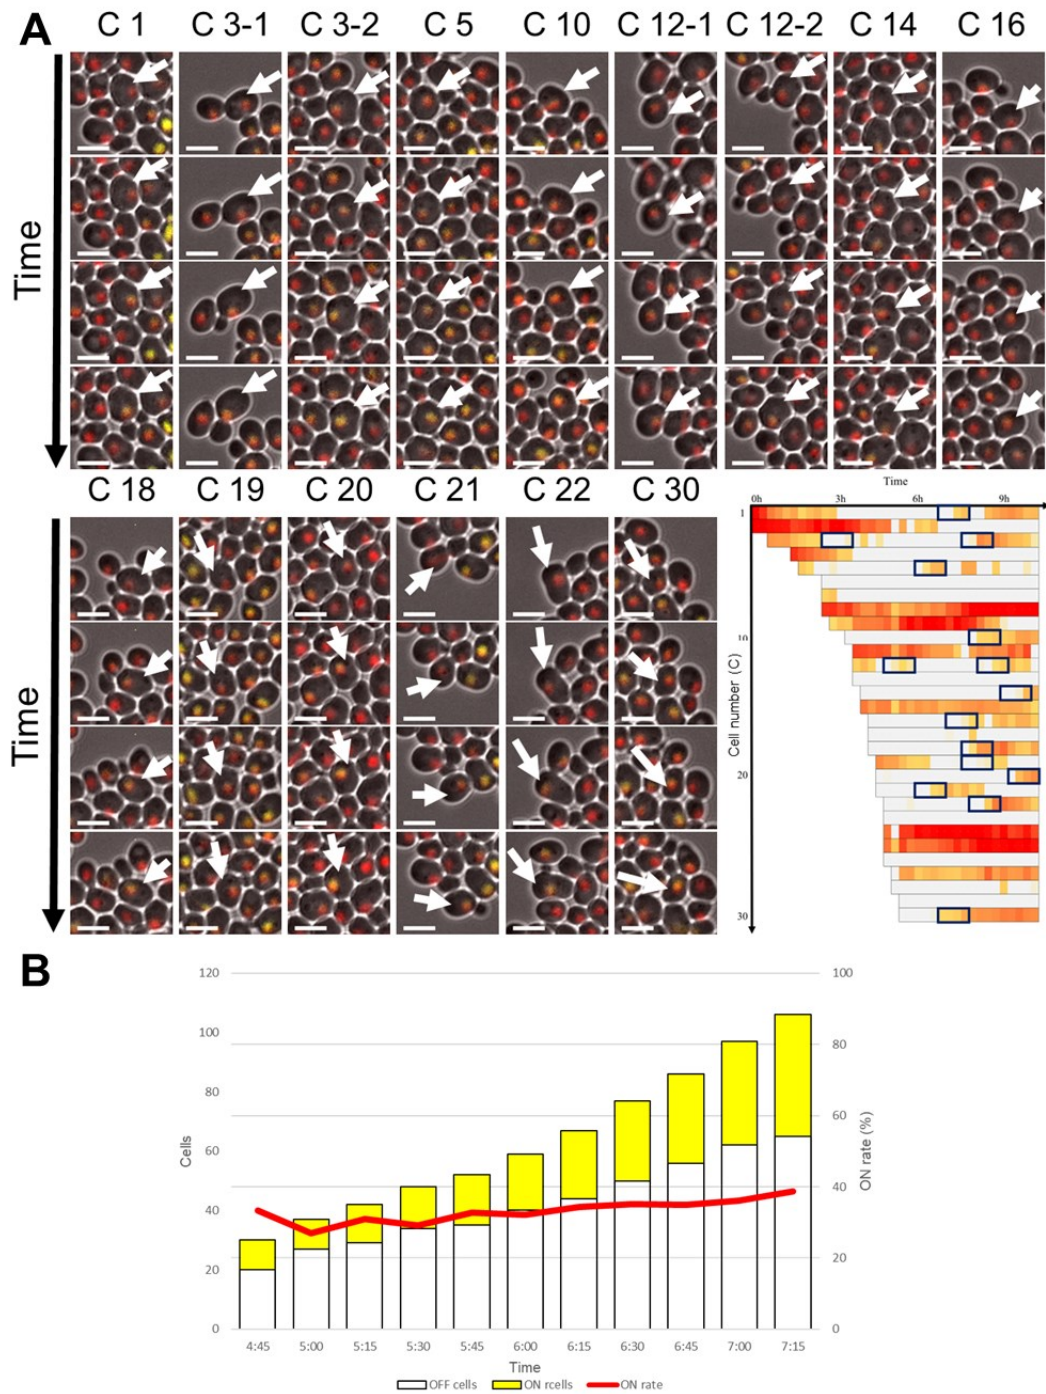 A
C 1 C 3-1 C 3-2 C 5 C 10 C 12-1 C 12-2 C 14 C 16
Time
C 18 C 19 C 20 C 21 C 22 C 30
Time
Time
0h 3h 6h 9h
1
10
20
30
Cell number (C)
B
120 100
100
80
80
60
60
40
40
20
20
0 0
Cells
ON rate (%)
4:45 5:00 5:15 5:30 5:45 6:00 6:15 6:30 6:45 7:00 7:15
Time
OFF cells ON rcells ON rate